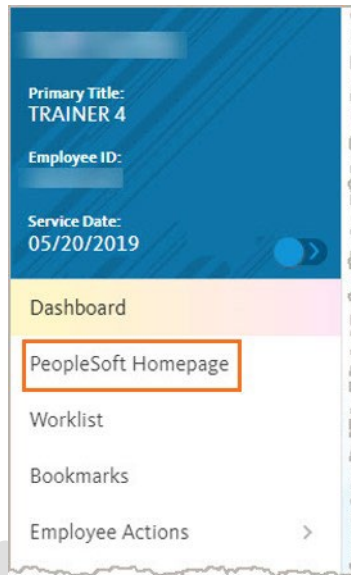 Primary Title:
TRAINER 4
Employee ID:
Service Date:
05/20/2019
Dashboard
PeopleSoft Homepage
Worklist
Bookmarks
Employee Actions